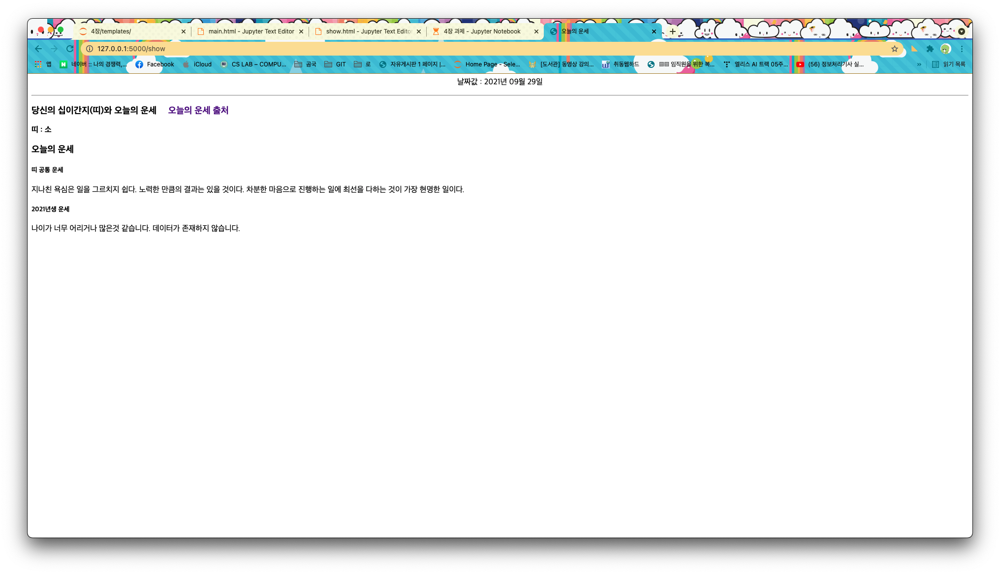 4장/templates/ main.html - Jupyter Text Editor show.html - Jupyter Text Edito 4장 과제 - Jupyter Notebook 오늘의 운세
127.0.0.1:5000/show
앱 네이버 :: 나의 경쟁력,... Facebook iCloud CS LAB – COMPU... 곰국 GIT 로 자유게시판 1 페이지 |... Home Page - Sele... [도서관] 동영상 강의... 취동웹하드 임직원을 위한 복... 엘리스 AI 트랙 05주... (56) 정보처리기사 실... » 읽기 목록
날짜값 : 2021년 09월 29일
당신의 십이간지(띠)와 오늘의 운세 오늘의 운세 출처
띠 : 소
오늘의 운세
띠 공통 운세
지나친 욕심은 일을 그르치지 쉽다. 노력한 만큼의 결과는 있을 것이다. 차분한 마음으로 진행하는 일에 최선을 다하는 것이 가장 현명한 일이다.
2021년생 운세
나이가 너무 어리거나 많은것 같습니다. 데이터가 존재하지 않습니다.